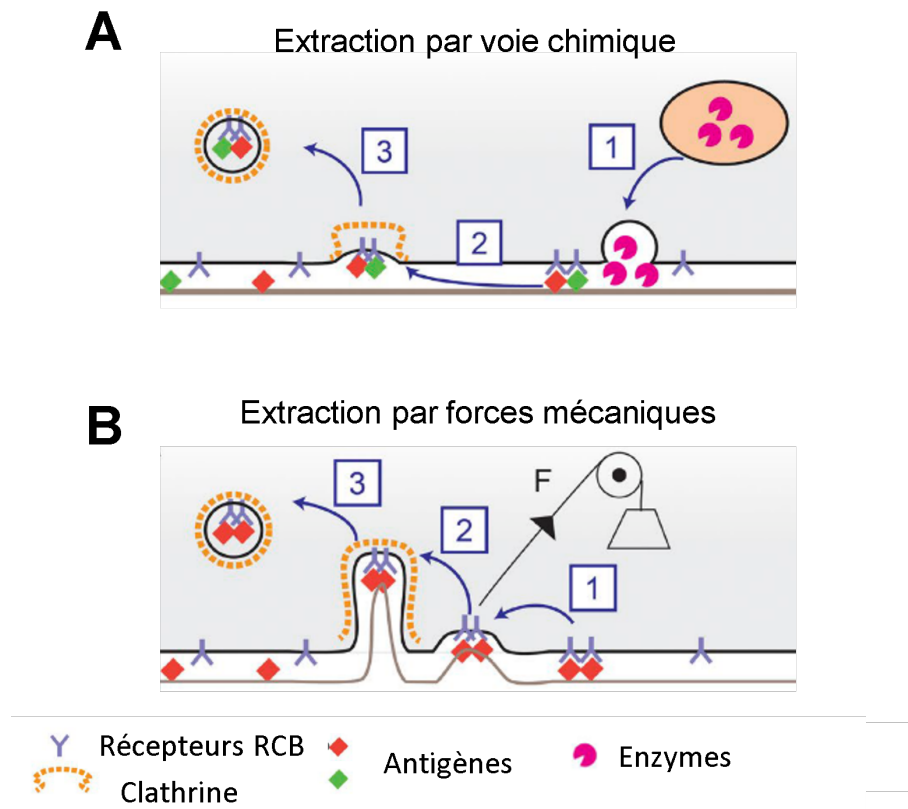 A
Extraction par voie chimique
3
1
2
B
Extraction par forces mécaniques
3
F
2
1
Récepteurs RCB
Antigènes
Enzymes
Clathrine